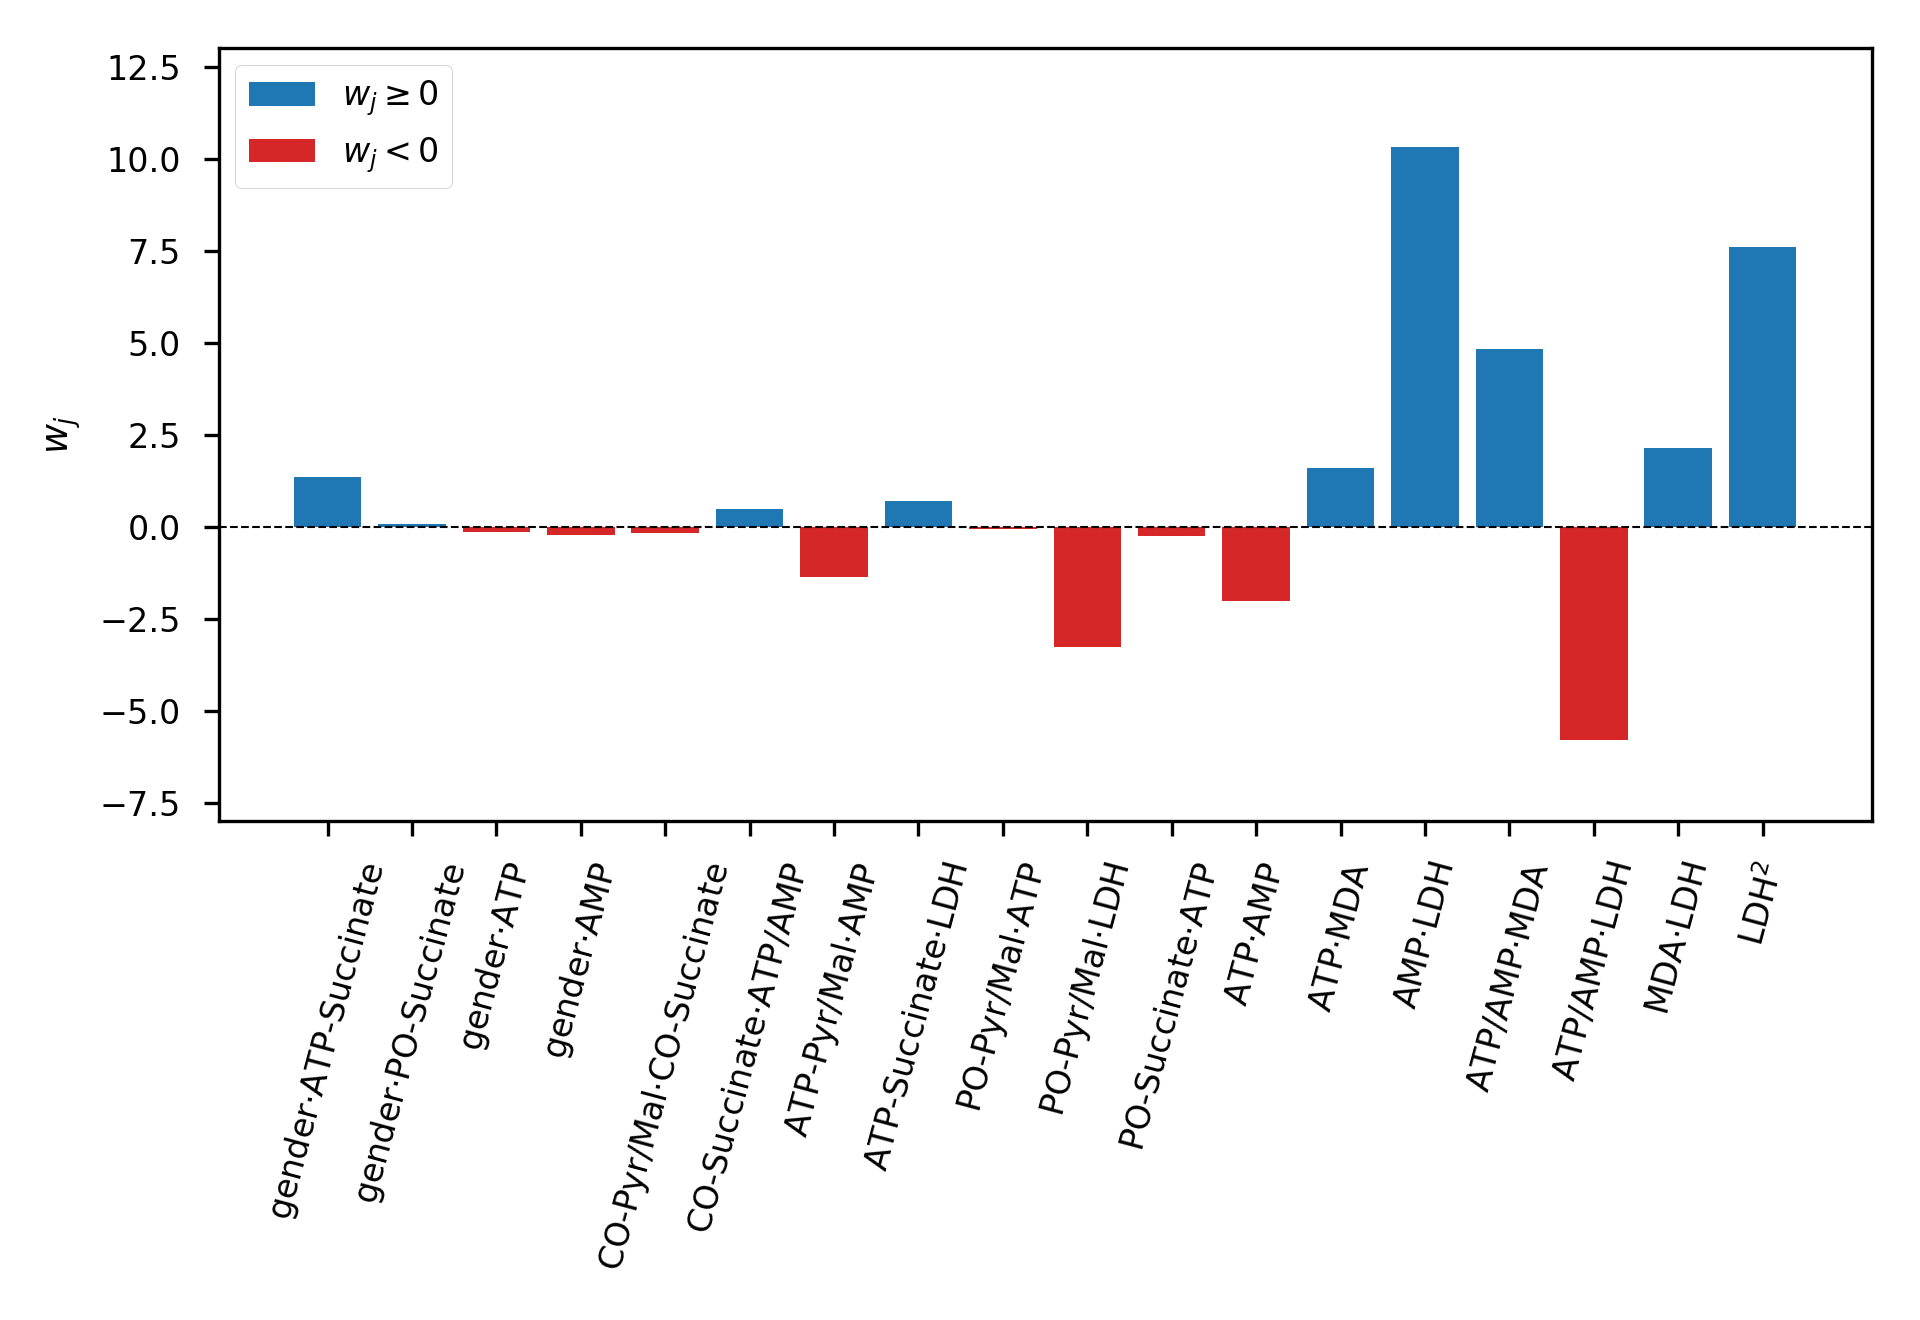 12.5
10.0
7.5
5.0
2.5
0.0
−2.5
−5.0
−7.5
w_j
w_j ≥ 0
w_j < 0
gender·ATP-Succinate
gender·PO-Succinate
gender·ATP
gender·AMP
CO-Pyr/Mal·CO-Succinate
CO-Succinate·ATP/AMP
ATP-Pyr/Mal·AMP
ATP-Succinate·LDH
PO-Pyr/Mal·ATP
PO-Pyr/Mal·LDH
PO-Succinate·ATP
ATP·AMP
ATP·MDA
AMP·LDH
ATP/AMP·MDA
ATP/AMP·LDH
MDA·LDH
LDH²